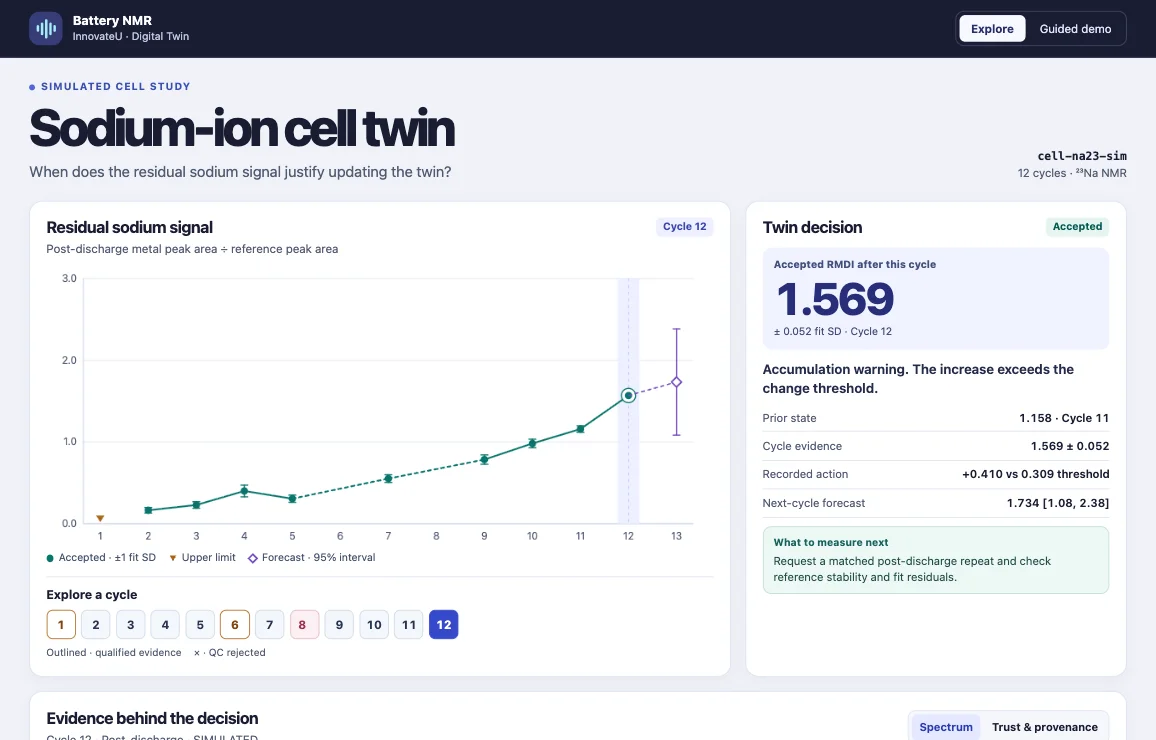 Battery NMR
InnovateU · Digital Twin
Explore
Guided demo
SIMULATED CELL STUDY
Sodium-ion cell twin
When does the residual sodium signal justify updating the twin?
cell-na23-sim
12 cycles · ²³Na NMR
Residual sodium signal
Cycle 12
Post-discharge metal peak area ÷ reference peak area
3.0
2.0
1.0
0.0
1 2 3 4 5 6 7 8 9 10 11 12 13
Accepted · ±1 fit SD
Upper limit
Forecast · 95% interval
Explore a cycle
1 2 3 4 5 6 7 8 9 10 11 12
Outlined · qualified evidence
× · QC rejected
Twin decision
Accepted
Accepted RMDI after this cycle
1.569
± 0.052 fit SD · Cycle 12
Accumulation warning. The increase exceeds the
change threshold.
Prior state 1.158 · Cycle 11
Cycle evidence 1.569 ± 0.052
Recorded action +0.410 vs 0.309 threshold
Next-cycle forecast 1.734 [1.08, 2.38]
What to measure next
Request a matched post-discharge repeat and check
reference stability and fit residuals.
Evidence behind the decision
Cycle 12 · Post-discharge · SIMULATED
Spectrum
Trust & provenance